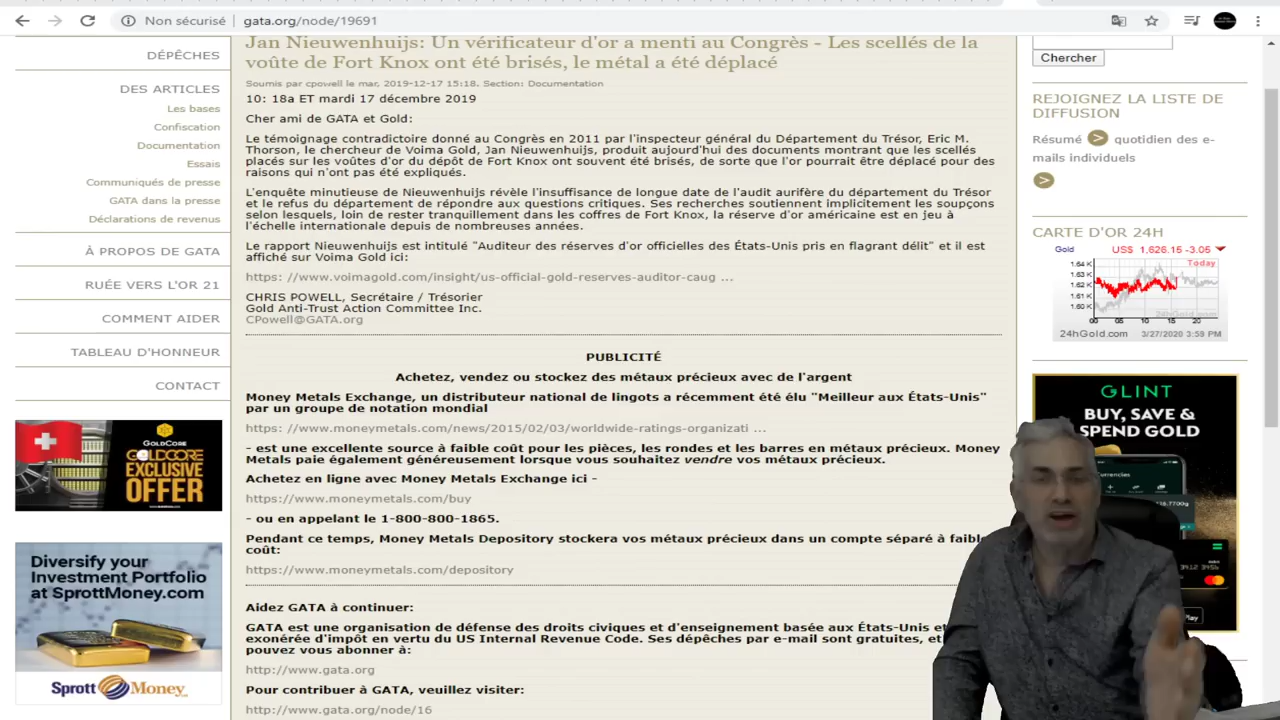 Non sécurisé | gata.org/node/19691
DÉPÊCHES
DES ARTICLES
Les bases
Confiscation
Documentation
Essais
Communiqués de presse
GATA dans la presse
Déclarations de revenus
À PROPOS DE GATA
RUÉE VERS L'OR 21
COMMENT AIDER
TABLEAU D'HONNEUR
CONTACT
GOLDCORE
GOLDCORE
EXCLUSIVE
OFFER
Diversify your
Investment Portfolio
at SprottMoney.com
Sprott Money
Jan Nieuwenhuijs: Un vérificateur d'or a menti au Congrès - Les scellés de la
voûte de Fort Knox ont été brisés, le métal a été déplacé
Soumis par cpowell le mar, 2019-12-17 15:18. Section: Documentation
10: 18a ET mardi 17 décembre 2019
Cher ami de GATA et Gold:
Le témoignage contradictoire donné au Congrès en 2011 par l'inspecteur général du Département du Trésor, Eric M.
Thorson, le chercheur de Voima Gold, Jan Nieuwenhuijs, produit aujourd'hui des documents montrant que les scellés
placés sur les voûtes d'or du dépôt de Fort Knox ont souvent été brisés, de sorte que l'or pourrait être déplacé pour des
raisons qui n'ont pas été expliqués.
L'enquête minutieuse de Nieuwenhuijs révèle l'insuffisance de longue date de l'audit aurifère du département du Trésor
et le refus du département de répondre aux questions critiques. Ses recherches soutiennent implicitement les soupçons
selon lesquels, loin de rester tranquillement dans les coffres de Fort Knox, la réserve d'or américaine est en jeu à
l'échelle internationale depuis de nombreuses années.
Le rapport Nieuwenhuijs est intitulé "Auditeur des réserves d'or officielles des États-Unis pris en flagrant délit" et il est
affiché sur Voima Gold ici:
https: //www.voimagold.com/insight/us-official-gold-reserves-auditor-caug ...
CHRIS POWELL, Secrétaire / Trésorier
Gold Anti-Trust Action Committee Inc.
CPowell@GATA.org
PUBLICITÉ
Achetez, vendez ou stockez des métaux précieux avec de l'argent
Money Metals Exchange, un distributeur national de lingots a récemment été élu "Meilleur aux États-Unis"
par un groupe de notation mondial
https: //www.moneymetals.com/news/2015/02/03/worldwide-ratings-organizati ...
- est une excellente source à faible coût pour les pièces, les rondes et les barres en métaux précieux. Money
Metals paie également généreusement lorsque vous souhaitez vendre vos métaux précieux.
Achetez en ligne avec Money Metals Exchange ici -
https://www.moneymetals.com/buy
- ou en appelant le 1-800-800-1865.
Pendant ce temps, Money Metals Depository stockera vos métaux précieux dans un compte séparé à faible
coût:
https://www.moneymetals.com/depository
Aidez GATA à continuer:
GATA est une organisation de défense des droits civiques et d'enseignement basée aux États-Unis
exonérée d'impôt en vertu du US Internal Revenue Code. Ses dépêches par e-mail sont gratuites, et
pouvez vous abonner à:
http://www.gata.org
Pour contribuer à GATA, veuillez visiter:
http://www.gata.org/node/16
Chercher
REJOIGNEZ LA LISTE DE
DIFFUSION
Résumé > quotidien des e-
mails individuels
>
CARTE D'OR 24H
Gold US$ 1,626.15 -3.05
Today
1.64 K
1.63 K
1.62 K
1.60 K
00 05 10 15 20
24hGold.com 3/27/2020 3:59 PM
GLINT
BUY, SAVE &
SPEND GOLD